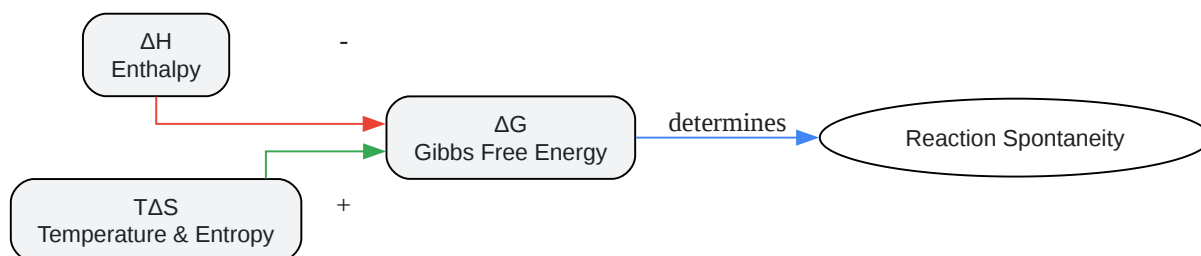 ΔH
Enthalpy
-
ΔG
Gibbs Free Energy
determines
Reaction Spontaneity
TΔS
Temperature & Entropy
+